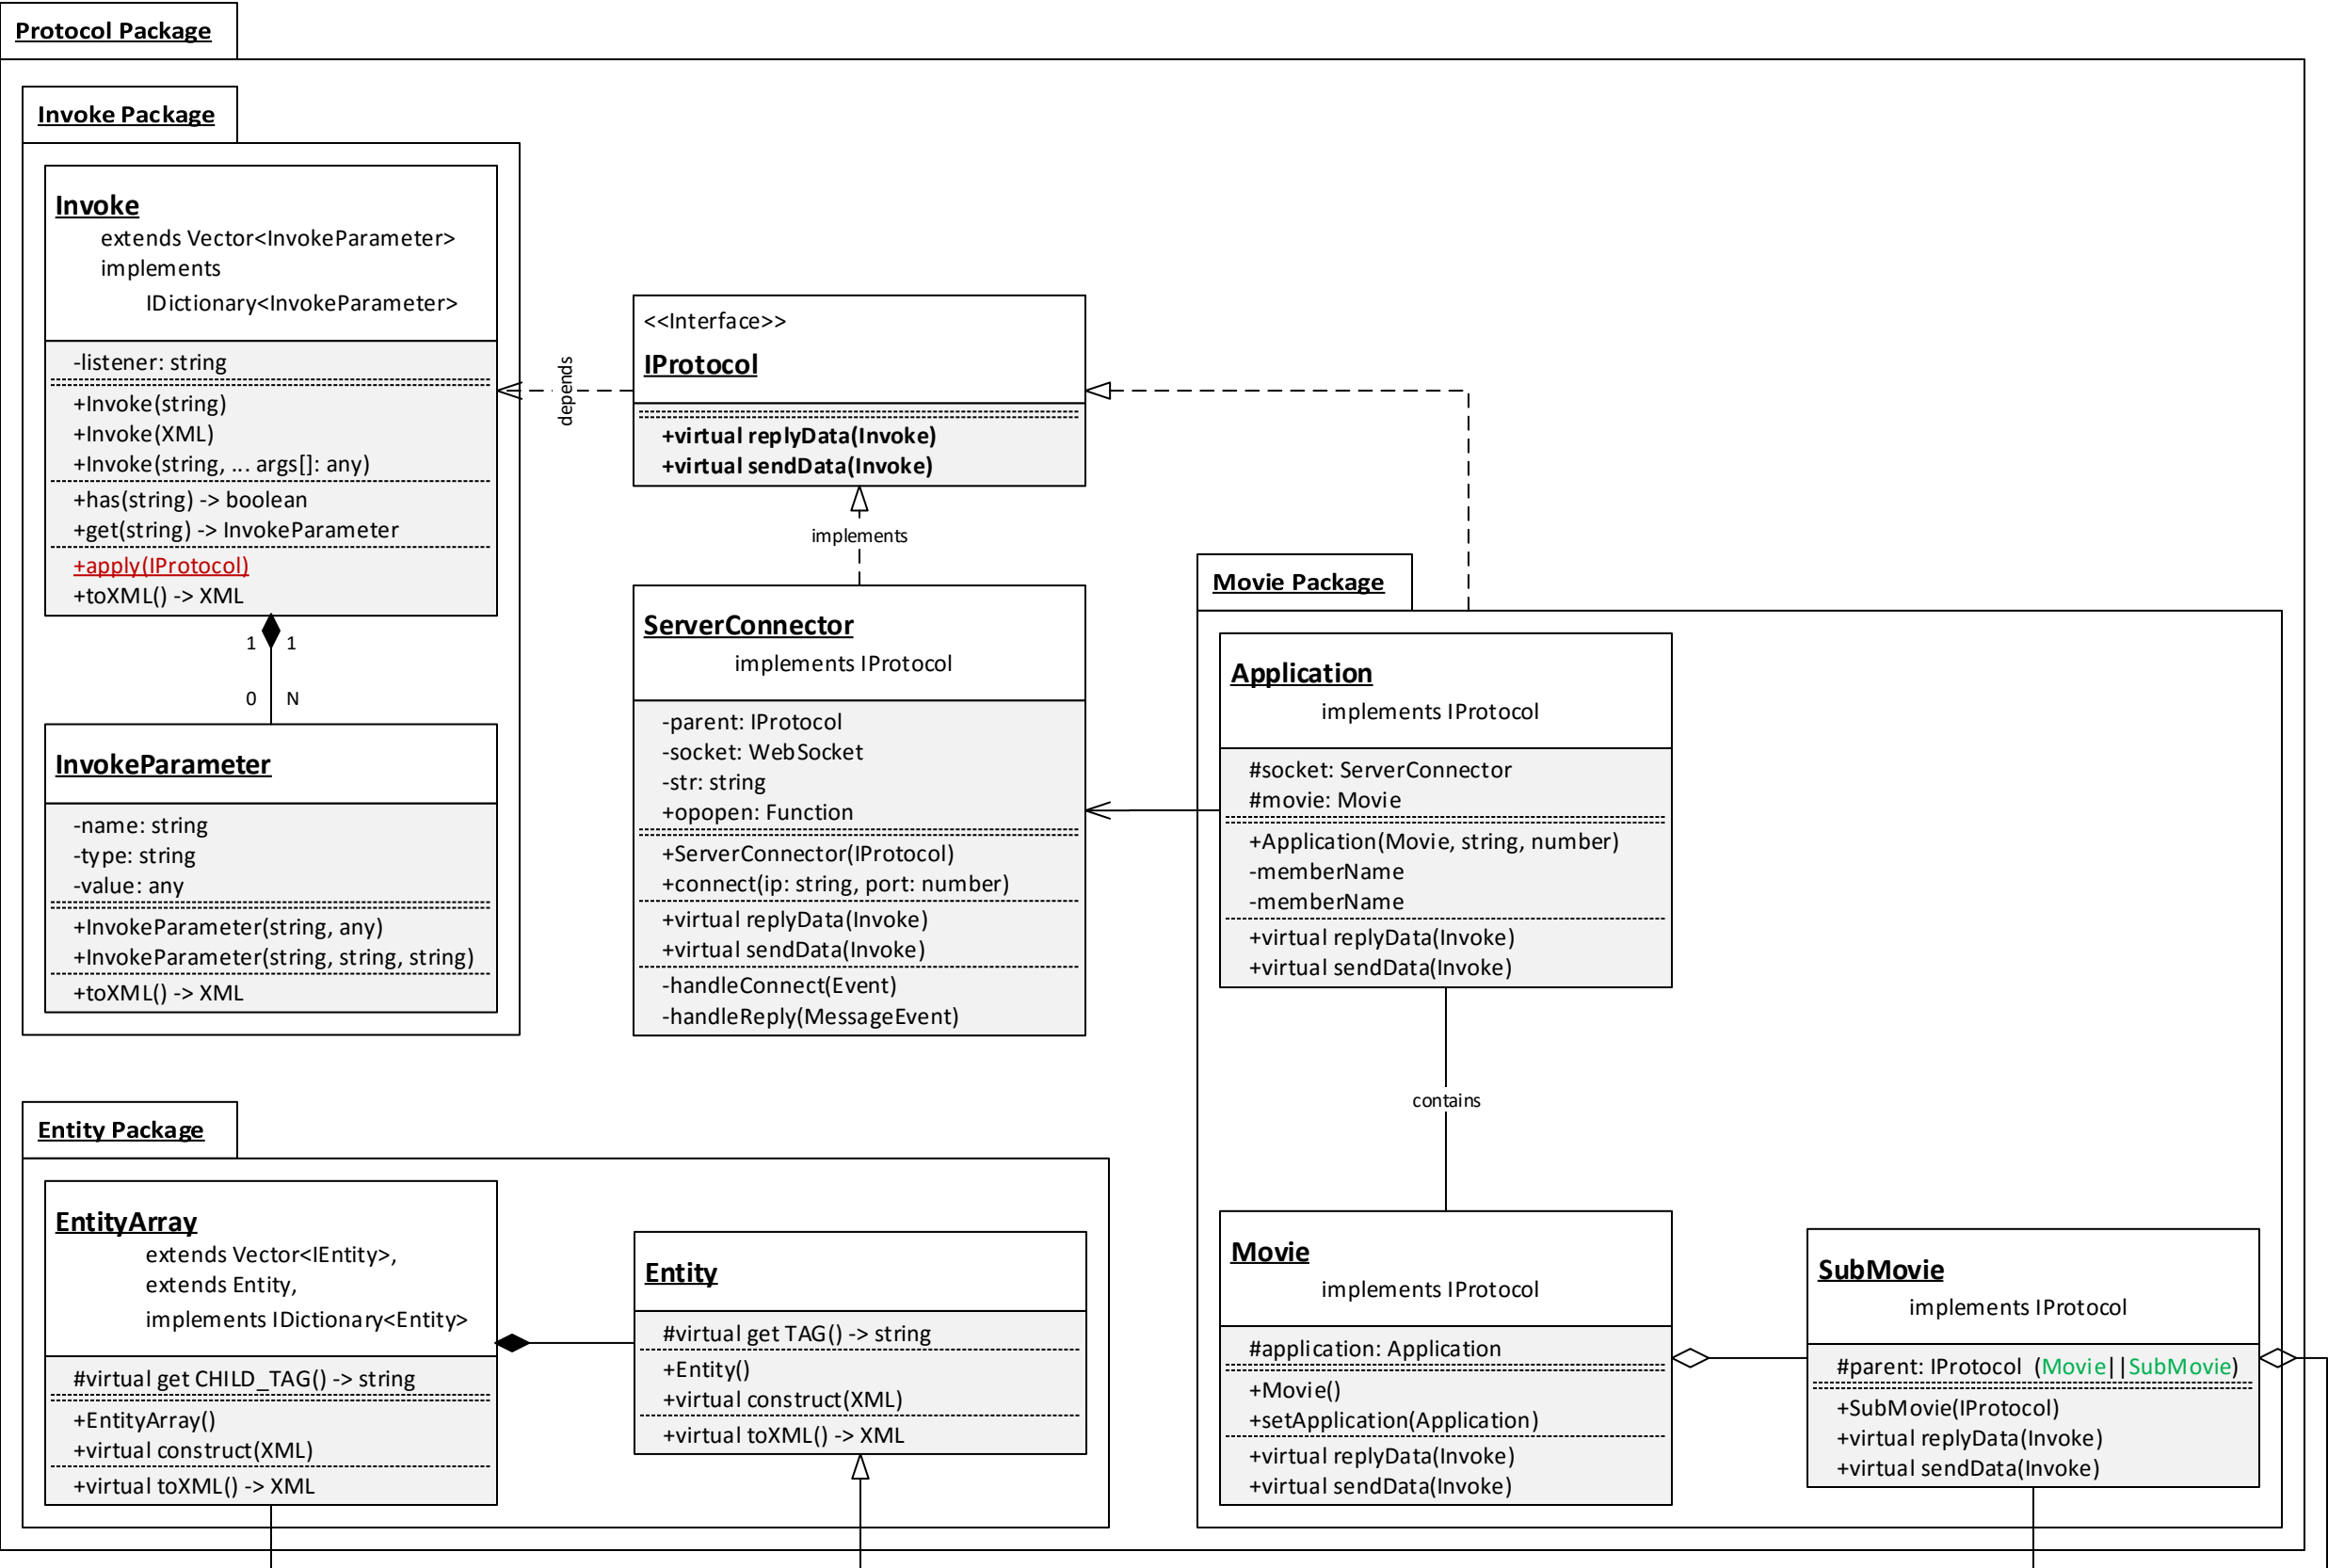 Protocol Package
Invoke Package
Invoke
extends Vector<InvokeParameter>
implements
IDictionary<InvokeParameter>
-listener: string
+Invoke(string)
+Invoke(XML)
+Invoke(string, ... args[]: any)
+has(string) -> boolean
+get(string) -> InvokeParameter
+apply(IProtocol)
+toXML() -> XML
1 1
0 N
InvokeParameter
-name: string
-type: string
-value: any
+InvokeParameter(string, any)
+InvokeParameter(string, string, string)
+toXML() -> XML
depends
<<Interface>>
IProtocol
+virtual replyData(Invoke)
+virtual sendData(Invoke)
implements
ServerConnector
implements IProtocol
-parent: IProtocol
-socket: WebSocket
-str: string
+opopen: Function
+ServerConnector(IProtocol)
+connect(ip: string, port: number)
+virtual replyData(Invoke)
+virtual sendData(Invoke)
-handleConnect(Event)
-handleReply(MessageEvent)
Movie Package
Application
implements IProtocol
#socket: ServerConnector
#movie: Movie
+Application(Movie, string, number)
-memberName
-memberName
+virtual replyData(Invoke)
+virtual sendData(Invoke)
contains
Movie
implements IProtocol
#application: Application
+Movie()
+setApplication(Application)
+virtual replyData(Invoke)
+virtual sendData(Invoke)
SubMovie
implements IProtocol
#parent: IProtocol (Movie||SubMovie)
+SubMovie(IProtocol)
+virtual replyData(Invoke)
+virtual sendData(Invoke)
Entity Package
EntityArray
extends Vector<IEntity>,
extends Entity,
implements IDictionary<Entity>
#virtual get CHILD_TAG() -> string
+EntityArray()
+virtual construct(XML)
+virtual toXML() -> XML
Entity
#virtual get TAG() -> string
+Entity()
+virtual construct(XML)
+virtual toXML() -> XML